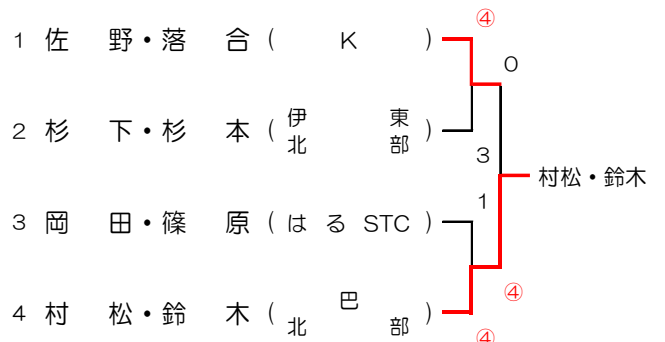 1 佐 野・落 合 ( K ) ④
0
2 杉 下・杉 本 ( 伊 東 北 部 )
3
村松・鈴木
1
3 岡 田・篠 原 ( は る STC )
④
4 村 松・鈴 木 ( 巴 北 部 )
④